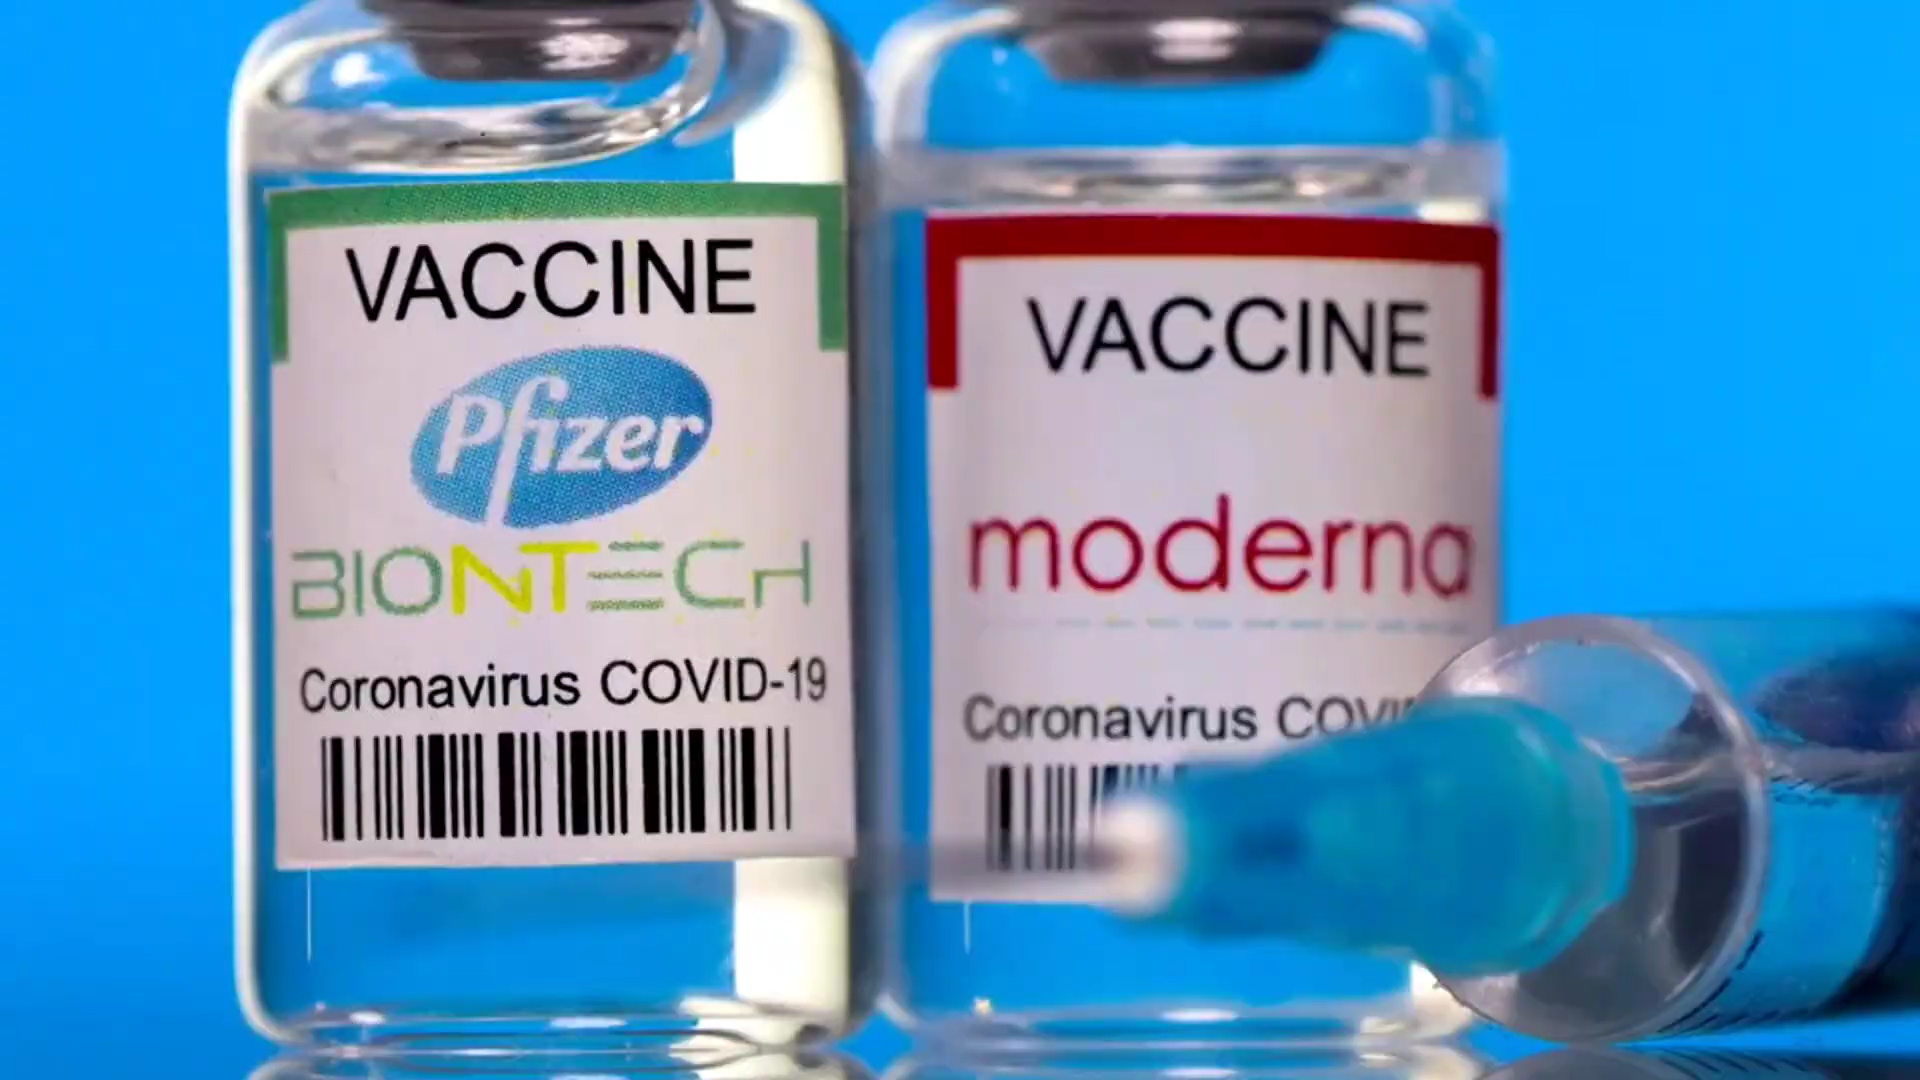 VACCINE
Pfizer
BIONTECH
Coronavirus COVID-19
VACCINE
moderna
Coronavirus